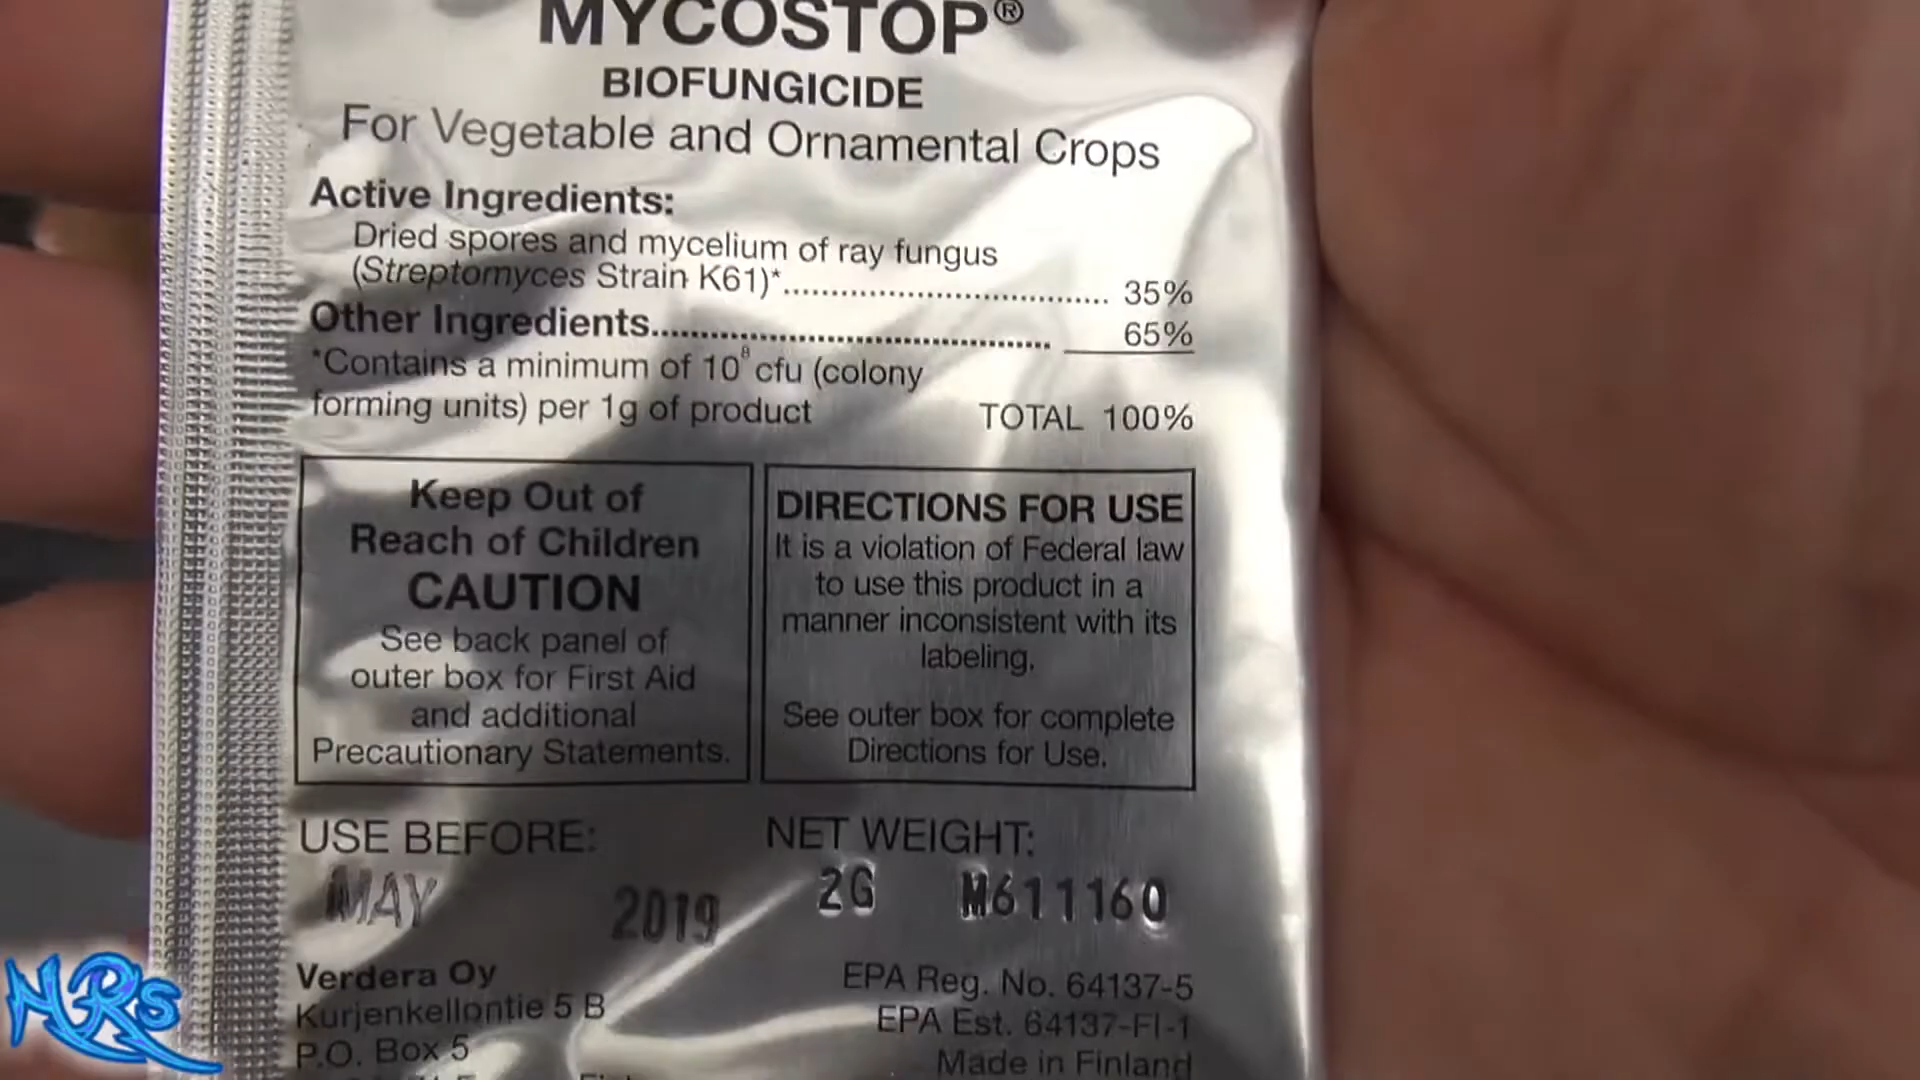 MYCOSTOP®
BIOFUNGICIDE
For Vegetable and Ornamental Crops
Active Ingredients:
Dried spores and mycelium of ray fungus
(Streptomyces Strain K61)*.......................................... 35%
Other Ingredients.................................................. 65%
*Contains a minimum of 10⁸ cfu (colony
forming units) per 1g of product TOTAL 100%
Keep Out of
Reach of Children
CAUTION
See back panel of
outer box for First Aid
and additional
Precautionary Statements.
DIRECTIONS FOR USE
It is a violation of Federal law
to use this product in a
manner inconsistent with its
labeling.
See outer box for complete
Directions for Use.
USE BEFORE:
MAY 2019
NET WEIGHT:
2G M611160
Verdera Oy
Kurjenkellontie 5 B
P.O. Box 5
EPA Reg. No. 64137-5
EPA Est. 64137-FI-1
Made in Finland
NRs